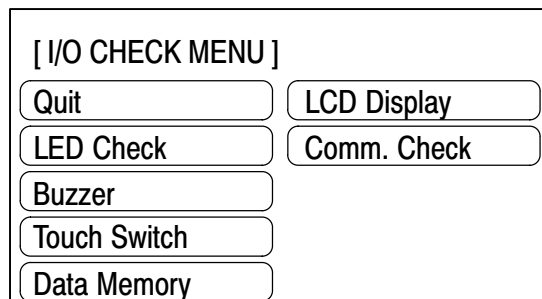 [ I/O CHECK MENU ]
Quit
LCD Display
LED Check
Comm. Check
Buzzer
Touch Switch
Data Memory